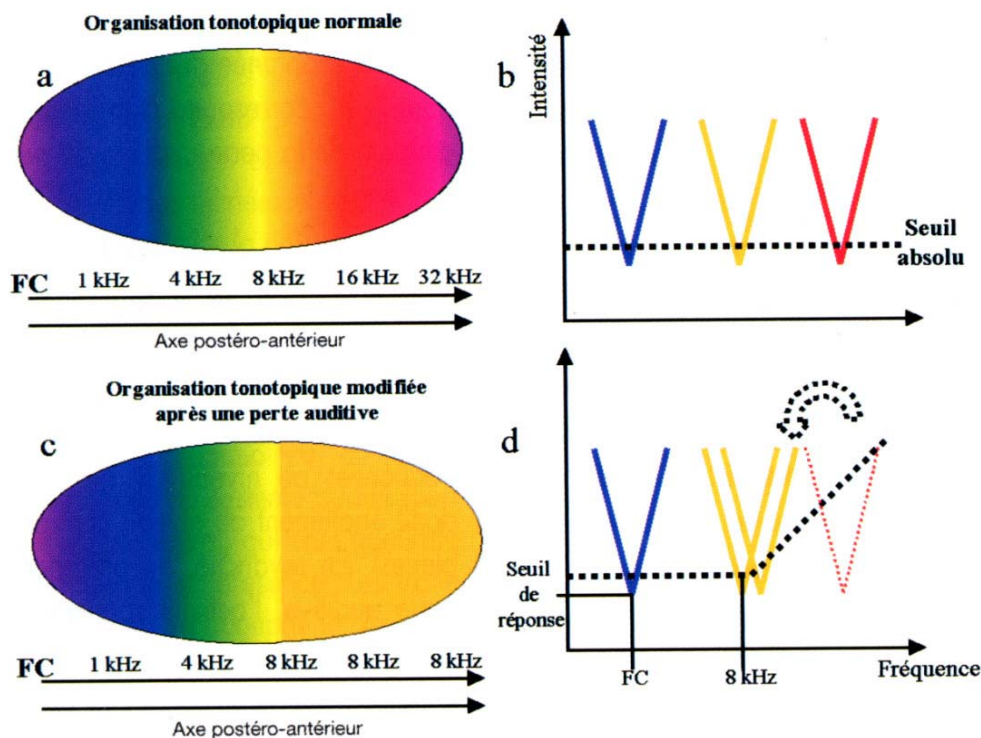 Organisation tonotopique normale
a
FC 1 kHz 4 kHz 8 kHz 16 kHz 32 kHz
Axe postéro-antérieur
b
Intensité
Seuil
absolu
Organisation tonotopique modifiée
après une perte auditive
c
FC 1 kHz 4 kHz 8 kHz 8 kHz 8 kHz
Axe postéro-antérieur
d
Seuil
de
réponse
FC 8 kHz
Fréquence